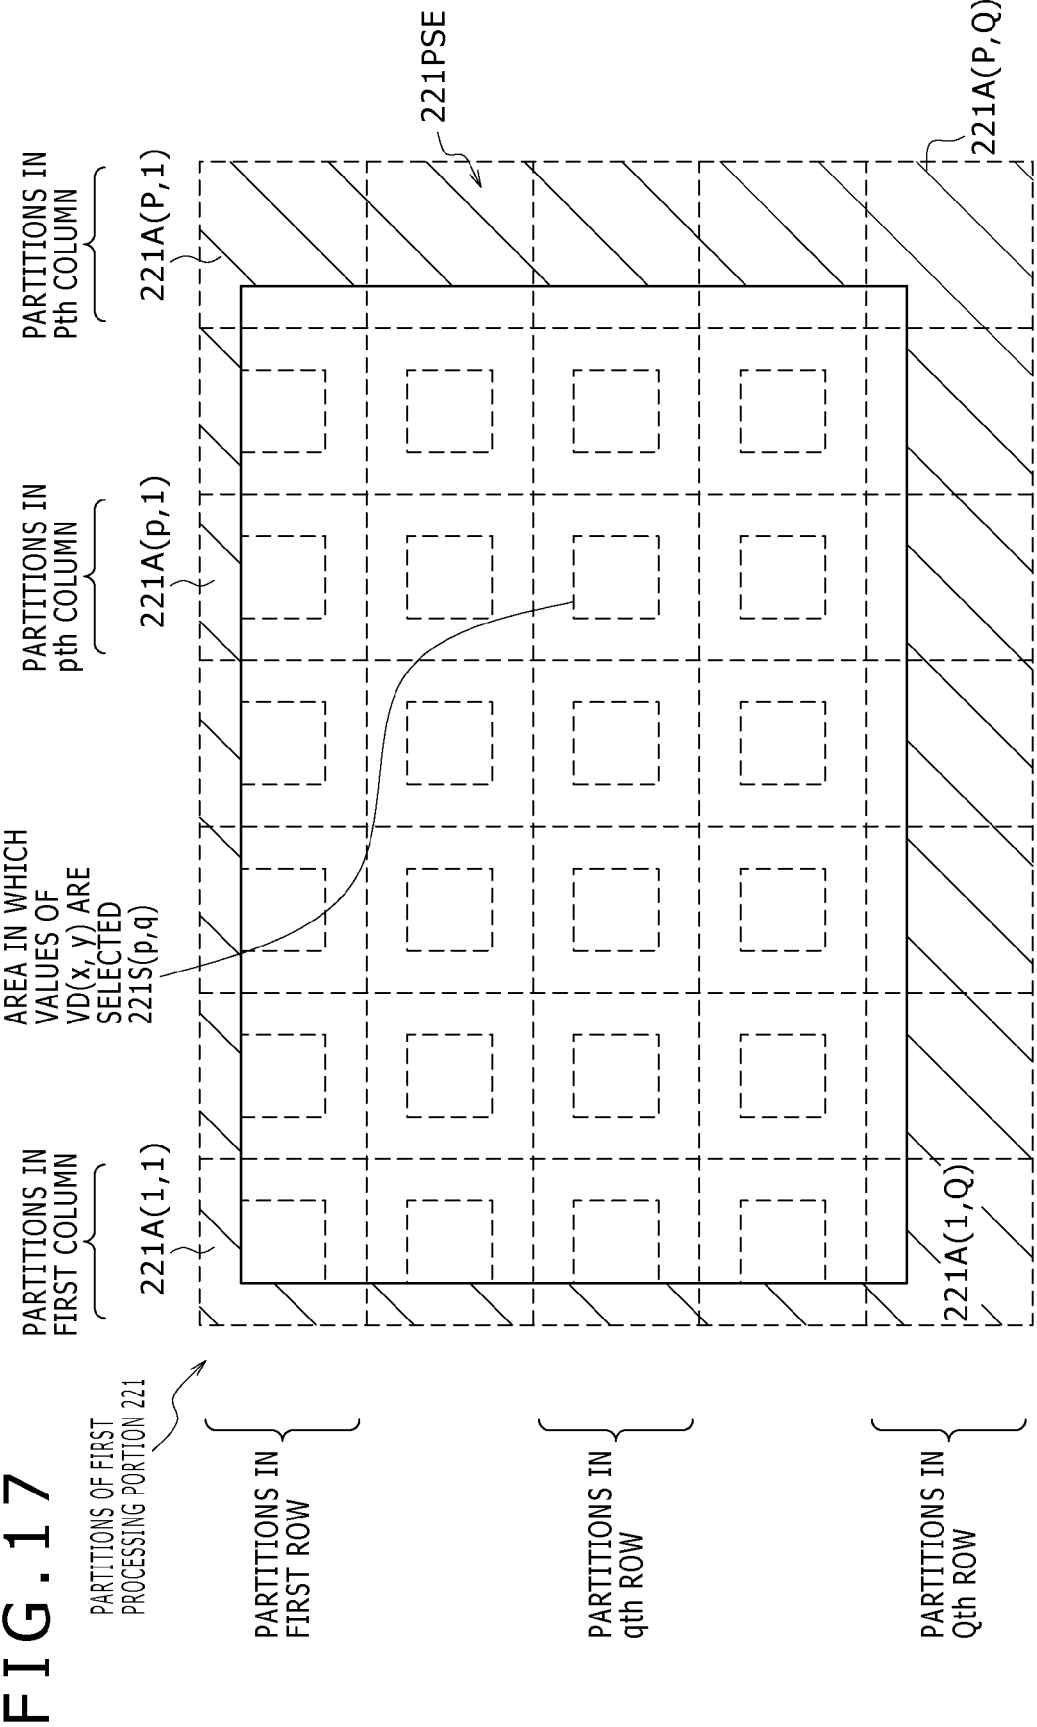 FIG.17
PARTITIONS OF FIRST
PROCESSING PORTION 221
PARTITIONS IN
FIRST COLUMN
221A(1,1)
AREA IN WHICH
VALUES OF
VD(x,y) ARE
SELECTED
221S(p,q)
PARTITIONS IN
pth COLUMN
221A(p,1)
PARTITIONS IN
Pth COLUMN
221A(P,1)
221PSE
PARTITIONS IN
FIRST ROW
PARTITIONS IN
qth ROW
PARTITIONS IN
Qth ROW
221A(1,Q)
221A(P,Q)